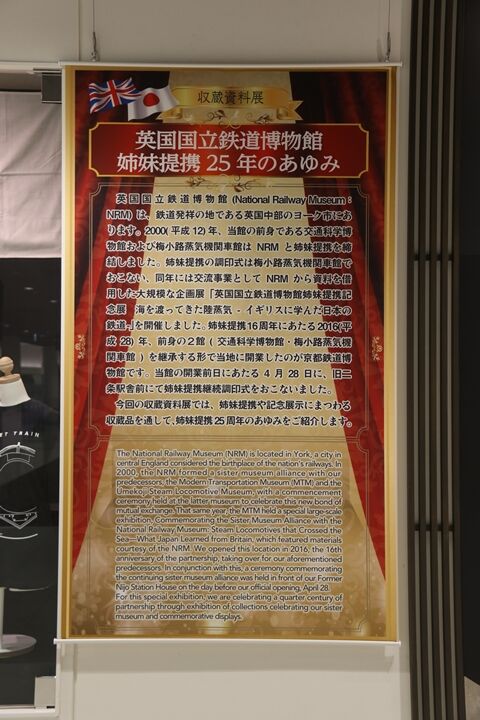 収蔵資料展
英国国立鉄道博物館
姉妹提携 25 年のあゆみ
英国国立鉄道博物館 (National Railway Museum :
NRM) は、鉄道発祥の地である英国中部のヨーク市にあ
ります。2000( 平成 12) 年、当館の前身である交通科学博
物館および梅小路蒸気機関車館は NRM と姉妹提携を締
結しました。姉妹提携の調印式は梅小路蒸気機関車館で
おこない、同年には交流事業として NRM から資料を借
用した大規模な企画展「英国国立鉄道博物館姉妹提携記
念展 海を渡ってきた陸蒸気 - イギリスに学んだ日本の
鉄道-」を開催しました。姉妹提携16周年にあたる2016(平
成 28) 年、前身の２館 ( 交通科学博物館・梅小路蒸気機
関車館 ) を継承する形で当地に開業したのが京都鉄道博
物館です。当館の開業前日にあたる 4 月 28 日に、旧二
条駅舎前にて姉妹提携継続調印式をおこないました。
今回の収蔵資料展では、姉妹提携や記念展示にまつわる
収蔵品を通して、姉妹提携 25 周年のあゆみをご紹介します。
The National Railway Museum (NRM) is located in York, a city in
central England considered the birthplace of the nation's railways. In
2000, the NRM formed a sister museum alliance with our
predecessors, the Modern Transportation Museum (MTM) and the
Umekoji Steam Locomotive Museum, with a commencement
ceremony held at the latter museum to celebrate this new bond of
mutual exchange. That same year, the MTM held a special large-scale
exhibition, Commemorating the Sister Museum Alliance with the
National Railway Museum: Steam Locomotives that Crossed the
Sea—What Japan Learned from Britain, which featured materials
courtesy of the NRM. We opened this location in 2016, the 16th
anniversary of the partnership, taking over for our aforementioned
predecessors. In conjunction with this, a ceremony commemorating
the continuing sister museum alliance was held in front of our Former
Nijo Station House on the day before our official opening, April 28.
For this special exhibition, we are celebrating a quarter century of
partnership through exhibition of collections celebrating our sister
museum and commemorative displays.
TRAIN